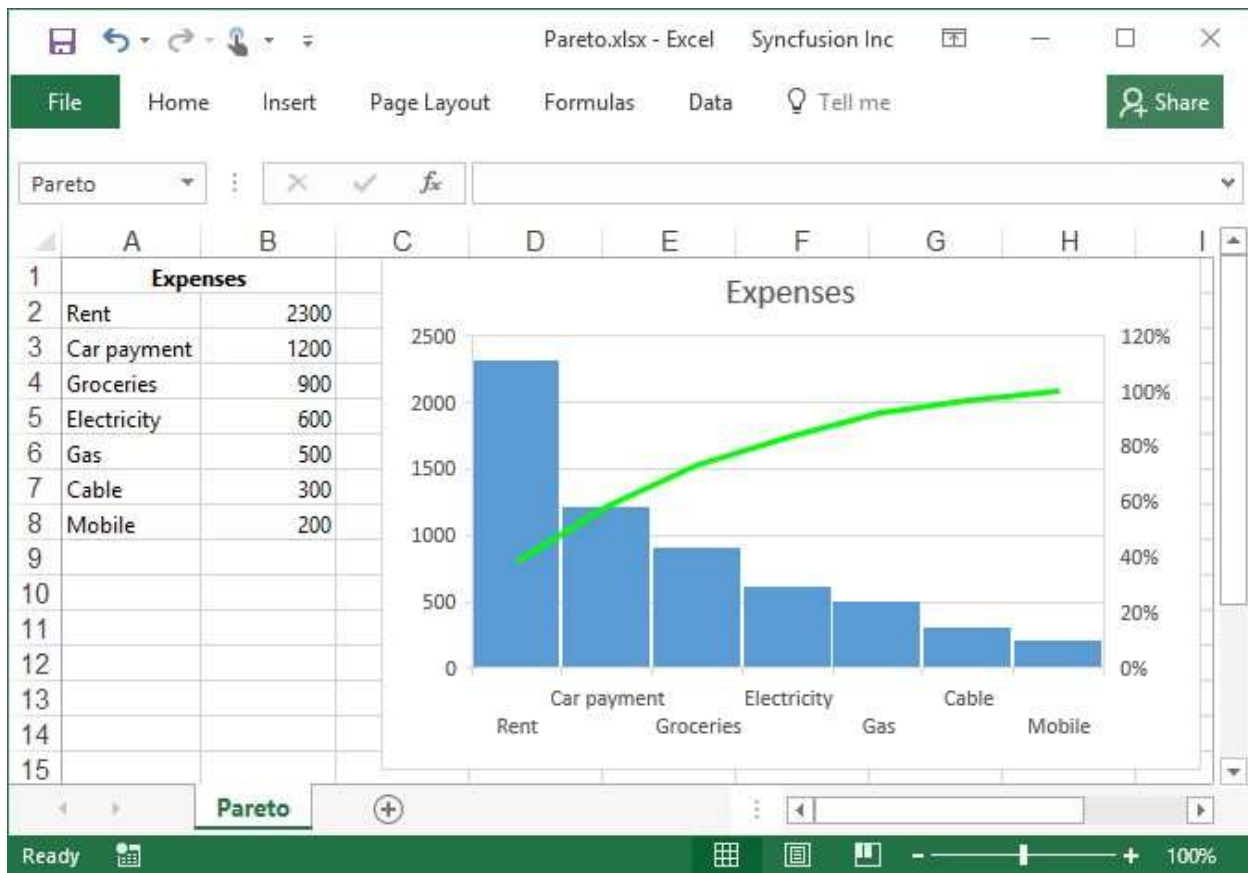 Pareto.xlsx - Excel Syncfusion Inc
File Home Insert Page Layout Formulas Data Tell me Share
Pareto fx
A B C D E F G H I
1 Expenses
2 Rent 2300
3 Car payment 1200
4 Groceries 900
5 Electricity 600
6 Gas 500
7 Cable 300
8 Mobile 200
9
10
11
12
13
14
15
Expenses
2500 120%
2000 100%
1500 80%
1000 60%
500 40%
0 20%
0%
Car payment Electricity Cable
Rent Groceries Gas Mobile
Pareto
Ready 100%